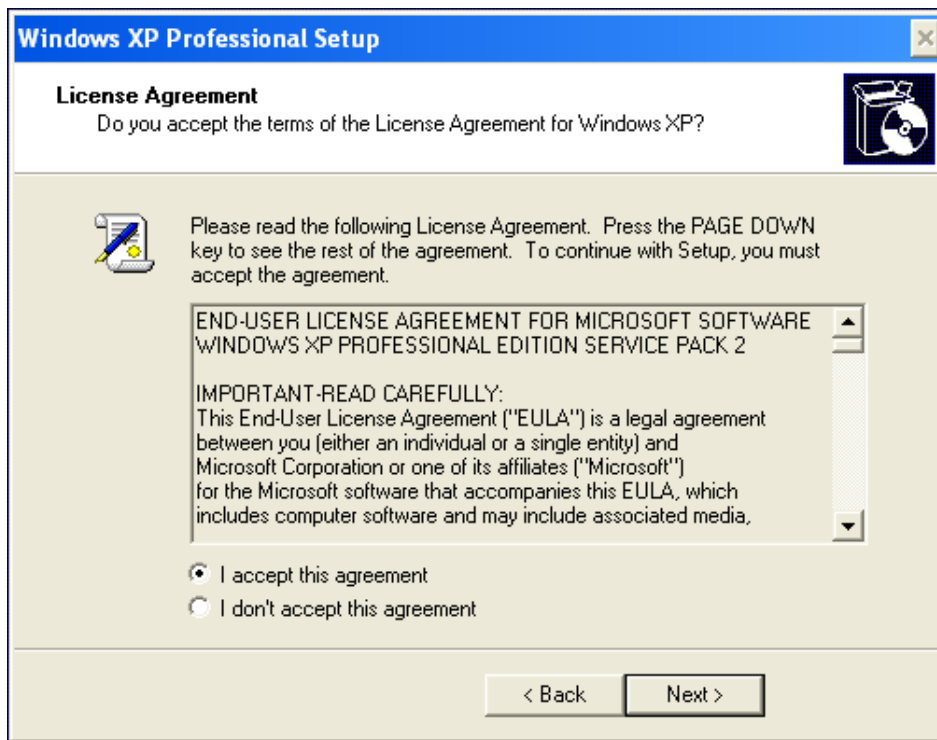 Windows XP Professional Setup
License Agreement
Do you accept the terms of the License Agreement for Windows XP?
Please read the following License Agreement. Press the PAGE DOWN
key to see the rest of the agreement. To continue with Setup, you must
accept the agreement.
END-USER LICENSE AGREEMENT FOR MICROSOFT SOFTWARE
WINDOWS XP PROFESSIONAL EDITION SERVICE PACK 2
IMPORTANT-READ CAREFULLY:
This End-User License Agreement ("EULA") is a legal agreement
between you (either an individual or a single entity) and
Microsoft Corporation or one of its affiliates ("Microsoft")
for the Microsoft software that accompanies this EULA, which
includes computer software and may include associated media,
I accept this agreement
I don't accept this agreement
< Back
Next >